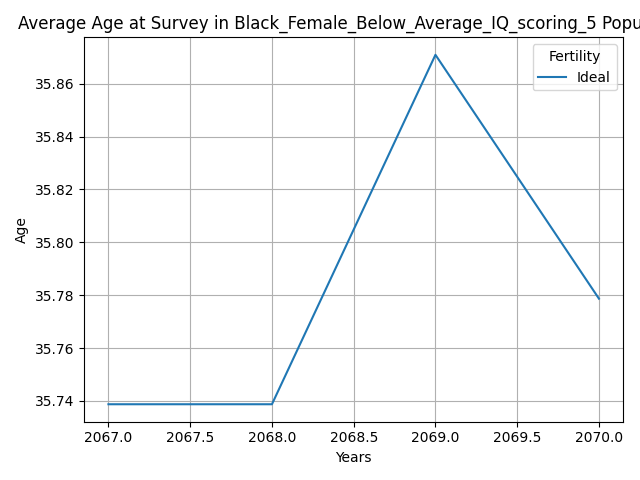 Average Age at Survey in Black_Female_Below_Average_IQ_scoring_5 Popu
Fertility
Ideal
35.86
35.84
35.82
35.80
35.78
35.76
35.74
Age
2067.0 2067.5 2068.0 2068.5 2069.0 2069.5 2070.0
Years